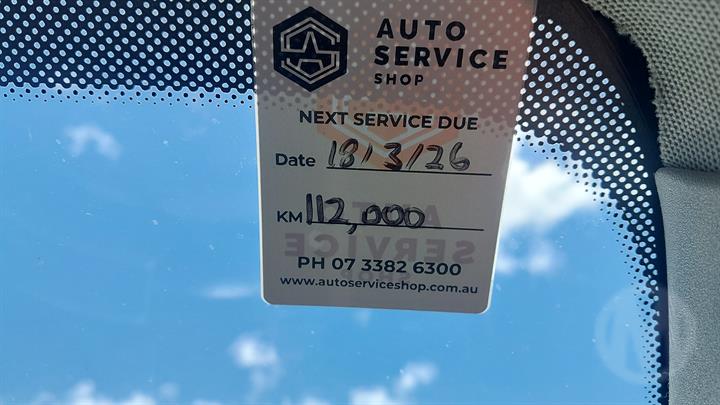 AUTO
SERVICE
SHOP
NEXT SERVICE DUE
Date 18/3/26
KM 112,000
PH 07 3382 6300
www.autoserviceshop.com.au